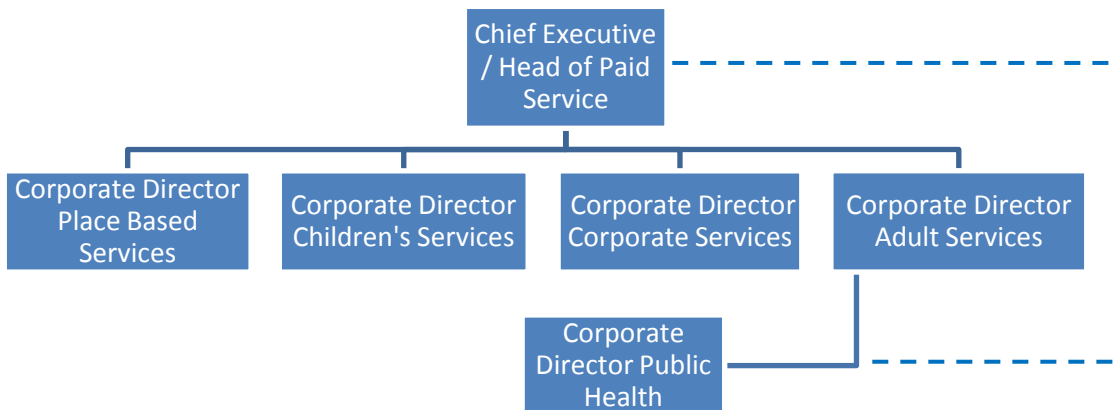 Chief Executive
/ Head of Paid
Service
Corporate Director
Place Based
Services
Corporate Director
Children's Services
Corporate Director
Corporate Services
Corporate Director
Adult Services
Corporate
Director Public
Health